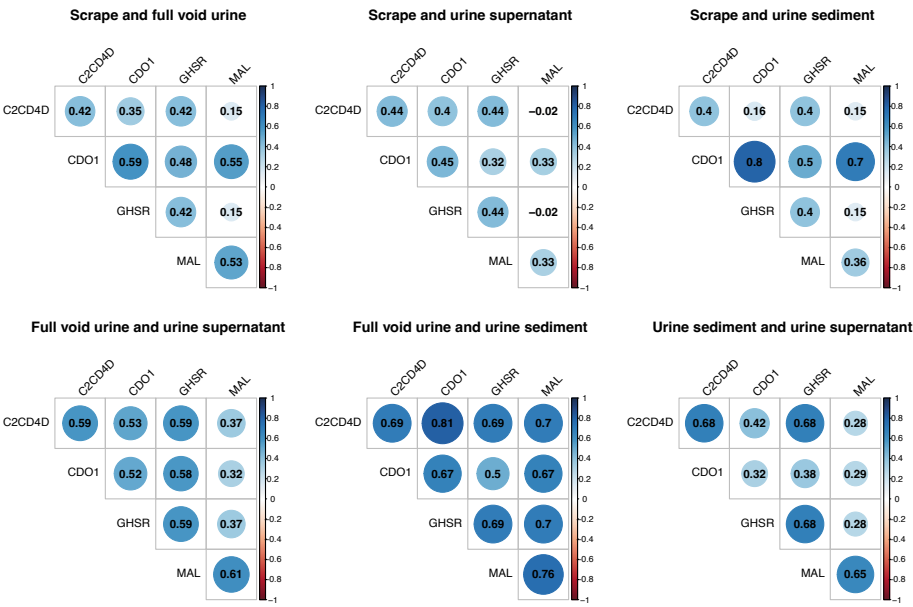 Scrape and full void urine
C2CD4D CDO1 GHSR MAL
C2CD4D 0.42 0.35 0.42 0.15
CDO1 0.59 0.48 0.55
GHSR 0.42 0.15
MAL 0.53
1
0.8
0.6
0.4
0.2
0
−0.2
−0.4
−0.6
−0.8
−1
Scrape and urine supernatant
C2CD4D CDO1 GHSR MAL
C2CD4D 0.44 0.4 0.44 −0.02
CDO1 0.45 0.32 0.33
GHSR 0.44 −0.02
MAL 0.33
1
0.8
0.6
0.4
0.2
0
−0.2
−0.4
−0.6
−0.8
−1
Scrape and urine sediment
C2CD4D CDO1 GHSR MAL
C2CD4D 0.4 0.16 0.4 0.15
CDO1 0.8 0.5 0.7
GHSR 0.4 0.15
MAL 0.36
1
0.8
0.6
0.4
0.2
0
−0.2
−0.4
−0.6
−0.8
−1
Full void urine and urine supernatant
C2CD4D CDO1 GHSR MAL
C2CD4D 0.59 0.53 0.59 0.37
CDO1 0.52 0.58 0.32
GHSR 0.59 0.37
MAL 0.61
1
0.8
0.6
0.4
0.2
0
−0.2
−0.4
−0.6
−0.8
−1
Full void urine and urine sediment
C2CD4D CDO1 GHSR MAL
C2CD4D 0.69 0.81 0.69 0.7
CDO1 0.67 0.5 0.67
GHSR 0.69 0.7
MAL 0.76
1
0.8
0.6
0.4
0.2
0
−0.2
−0.4
−0.6
−0.8
−1
Urine sediment and urine supernatant
C2CD4D CDO1 GHSR MAL
C2CD4D 0.68 0.42 0.68 0.28
CDO1 0.32 0.38 0.29
GHSR 0.68 0.28
MAL 0.65
1
0.8
0.6
0.4
0.2
0
−0.2
−0.4
−0.6
−0.8
−1